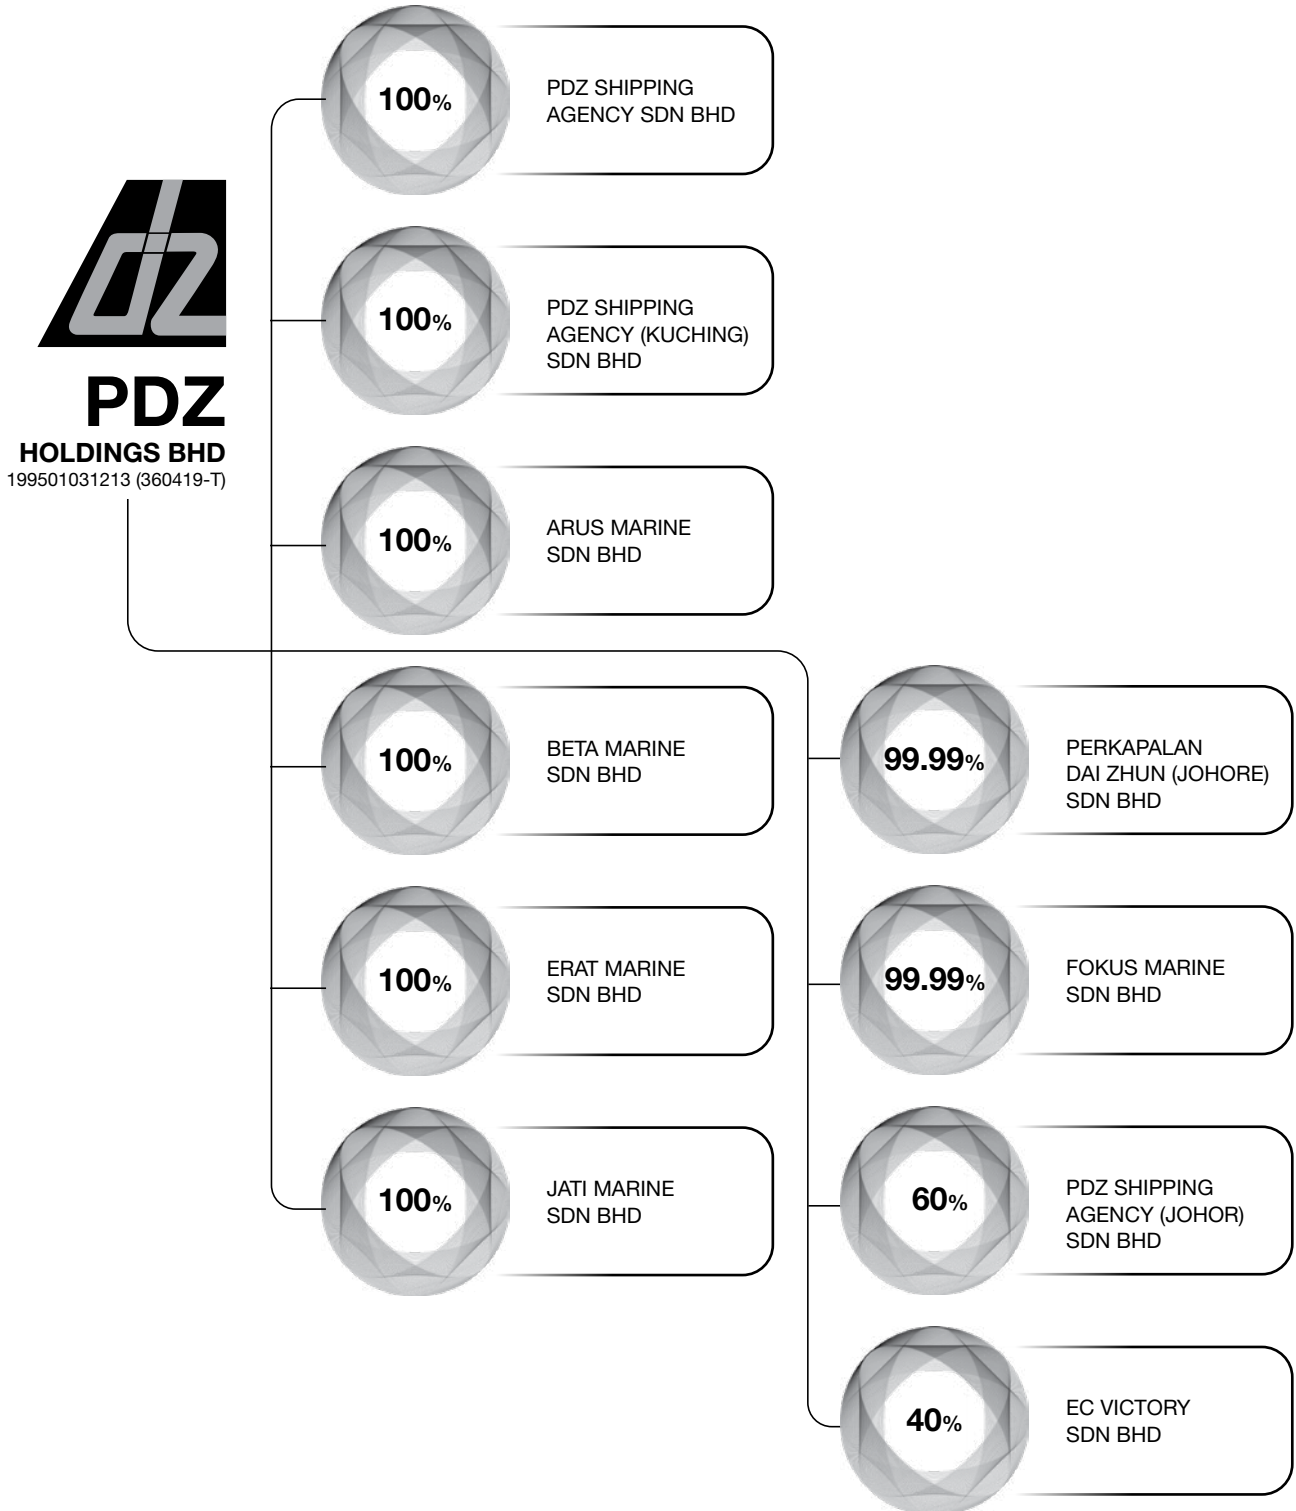 dz
PDZ
HOLDINGS BHD
199501031213 (360419-T)
100%
PDZ SHIPPING
AGENCY SDN BHD
100%
PDZ SHIPPING
AGENCY (KUCHING)
SDN BHD
100%
ARUS MARINE
SDN BHD
100%
BETA MARINE
SDN BHD
100%
ERAT MARINE
SDN BHD
100%
JATI MARINE
SDN BHD
99.99%
PERKAPALAN
DAI ZHUN (JOHORE)
SDN BHD
99.99%
FOKUS MARINE
SDN BHD
60%
PDZ SHIPPING
AGENCY (JOHOR)
SDN BHD
40%
EC VICTORY
SDN BHD